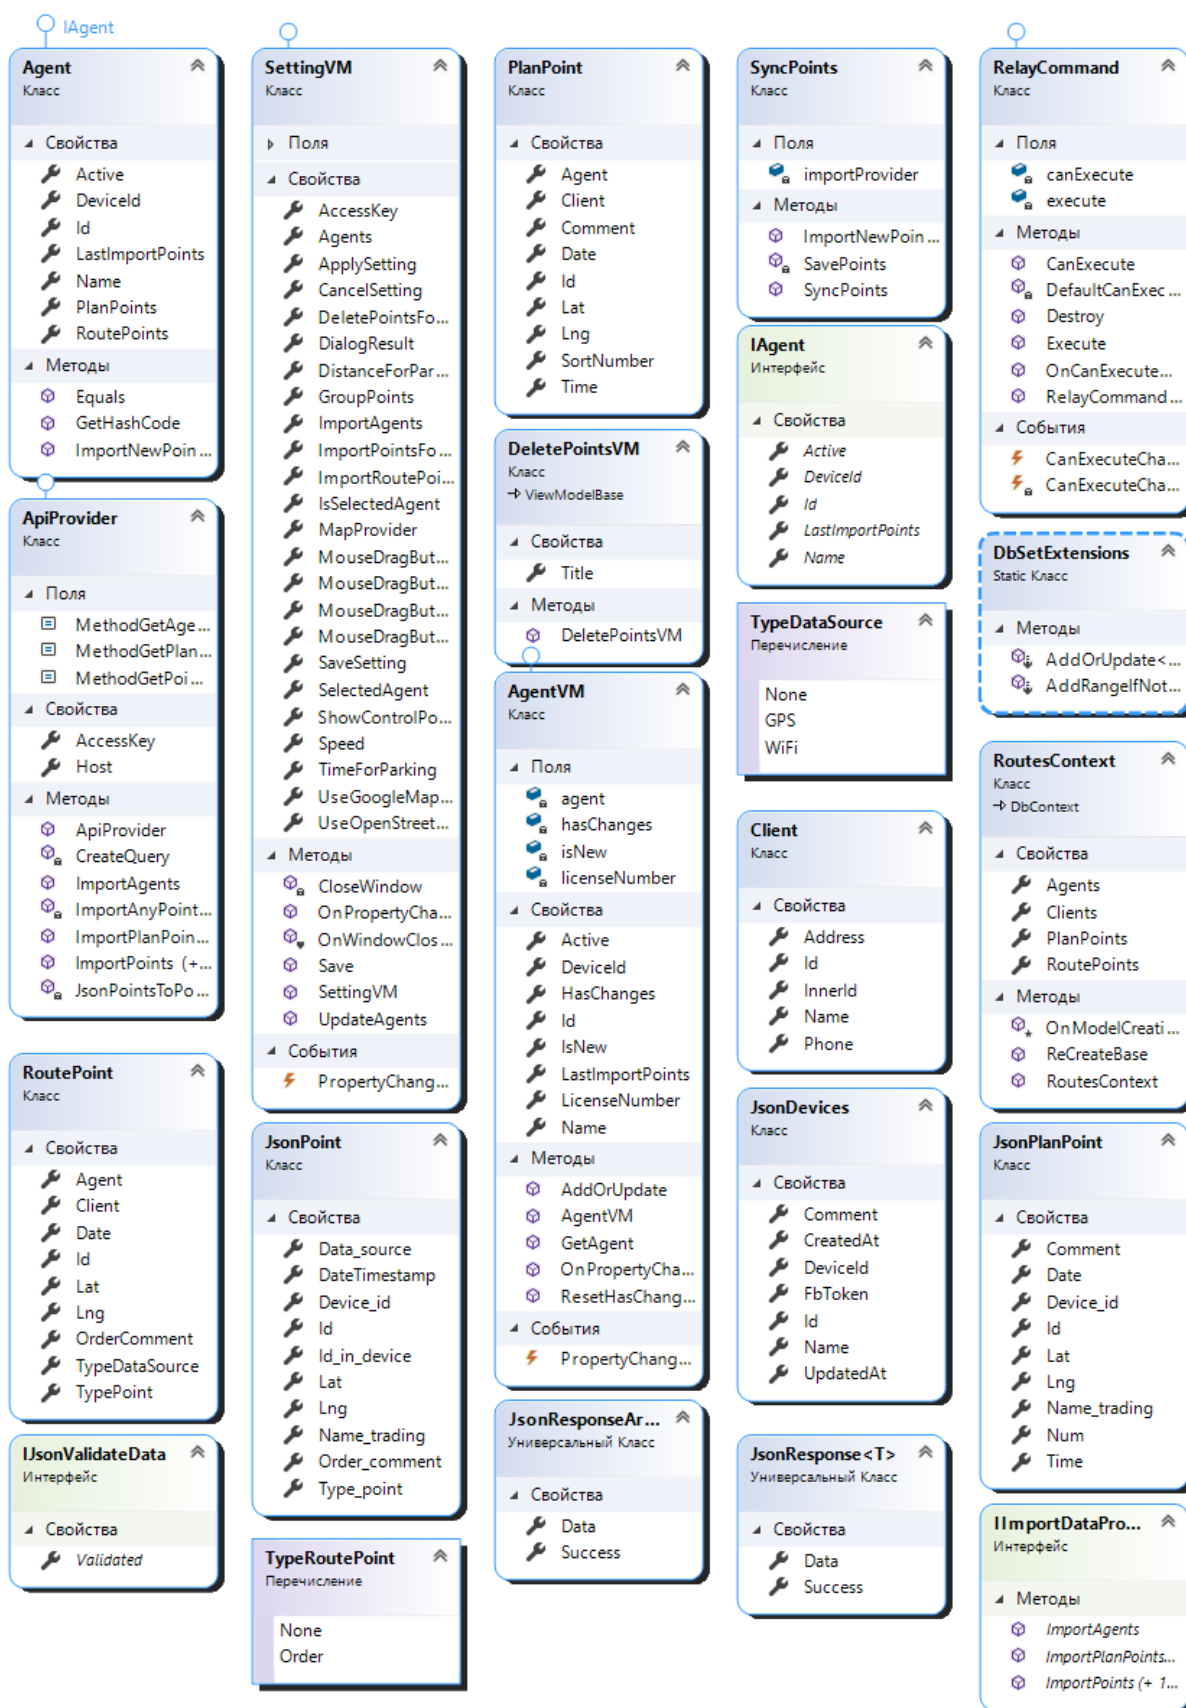 IAgent
Agent
Класс
Свойства
Active
DeviceId
Id
LastImportPoints
Name
PlanPoints
RoutePoints
Методы
Equals
GetHashCode
ImportNewPoin...
ApiProvider
Класс
Поля
MethodGetAge...
MethodGetPlan...
MethodGetPoi...
Свойства
AccessKey
Host
Методы
ApiProvider
CreateQuery
ImportAgents
ImportAnyPoint...
ImportPlanPoin...
ImportPoints (+...
JsonPointsToPo...
RoutePoint
Класс
Свойства
Agent
Client
Date
Id
Lat
Lng
OrderComment
TypeDataSource
TypePoint
IJsonValidateData
Интерфейс
Свойства
Validated
SettingVM
Класс
Поля
Свойства
AccessKey
Agents
ApplySetting
CancelSetting
DeletePointsFo...
DialogResult
DistanceForPar...
GroupPoints
ImportAgents
ImportPointsFo...
ImportRoutePoi...
IsSelectedAgent
MapProvider
MouseDragBut...
MouseDragBut...
MouseDragBut...
MouseDragBut...
SaveSetting
SelectedAgent
ShowControlPo...
Speed
TimeForParking
UseGoogleMap...
UseOpenStreet...
Методы
CloseWindow
OnPropertyCha...
OnWindowClos...
Save
SettingVM
UpdateAgents
События
PropertyChang...
JsonPoint
Класс
Свойства
Data_source
DateTimestamp
Device_id
Id
Id_in_device
Lat
Lng
Name_trading
Order_comment
Type_point
TypeRoutePoint
Перечисление
None
Order
PlanPoint
Класс
Свойства
Agent
Client
Comment
Date
Id
Lat
Lng
SortNumber
Time
DeletePointsVM
Класс
→ ViewModelBase
Свойства
Title
Методы
DeletePointsVM
AgentVM
Класс
Поля
agent
hasChanges
isNew
licenseNumber
Свойства
Active
DeviceId
HasChanges
Id
IsNew
LastImportPoints
LicenseNumber
Name
Методы
AddOrUpdate
AgentVM
GetAgent
OnPropertyCha...
ResetHasChang...
События
PropertyChang...
JsonResponseAr...
Универсальный Класс
Свойства
Data
Success
SyncPoints
Класс
Поля
importProvider
Методы
ImportNewPoin...
SavePoints
SyncPoints
IAgent
Интерфейс
Свойства
Active
DeviceId
Id
LastImportPoints
Name
TypeDataSource
Перечисление
None
GPS
WiFi
Client
Класс
Свойства
Address
Id
InnerId
Name
Phone
JsonDevices
Класс
Свойства
Comment
CreatedAt
DeviceId
FbToken
Id
Name
UpdatedAt
JsonResponse<T>
Универсальный Класс
Свойства
Data
Success
RelayCommand
Класс
Поля
canExecute
execute
Методы
CanExecute
DefaultCanExec...
Destroy
Execute
OnCanExecute...
RelayCommand...
События
CanExecuteCha...
CanExecuteCha...
DbSetExtensions
Static Класс
Методы
AddOrUpdate<...
AddRangeIfNot...
RoutesContext
Класс
→ DbContext
Свойства
Agents
Clients
PlanPoints
RoutePoints
Методы
OnModelCreati...
ReCreateBase
RoutesContext
JsonPlanPoint
Класс
Свойства
Comment
Date
Device_id
Id
Lat
Lng
Name_trading
Num
Time
IImportDataPro...
Интерфейс
Методы
ImportAgents
ImportPlanPoints...
ImportPoints (+ 1...